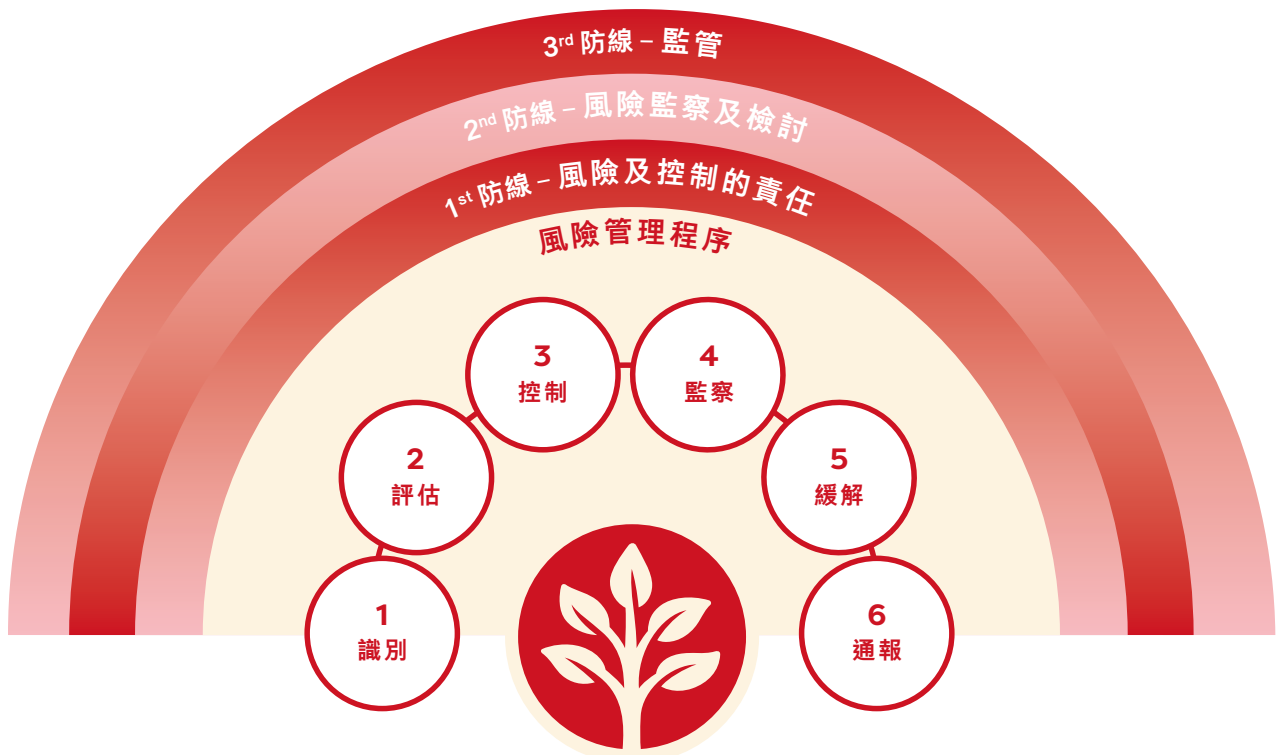 3rd 防線 – 監管
2nd 防線 – 風險監察及檢討
1st 防線 – 風險及控制的責任
風險管理程序
1
識別
2
評估
3
控制
4
監察
5
緩解
6
通報